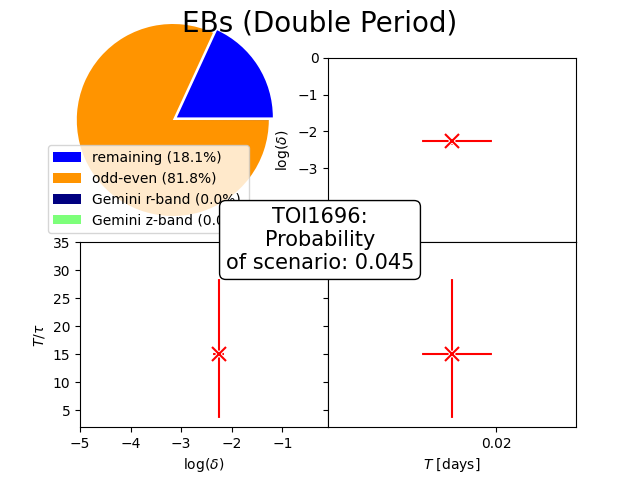 EBs (Double Period)
remaining (18.1%)
odd-even (81.8%)
Gemini r-band (0.0%)
Gemini z-band
log(δ)
0
−1
−2
−3
TOI1696:
Probability
of scenario: 0.045
T/τ
35
30
25
20
15
10
5
−5 −4 −3 −2 −1
log(δ)
0.02
T [days]